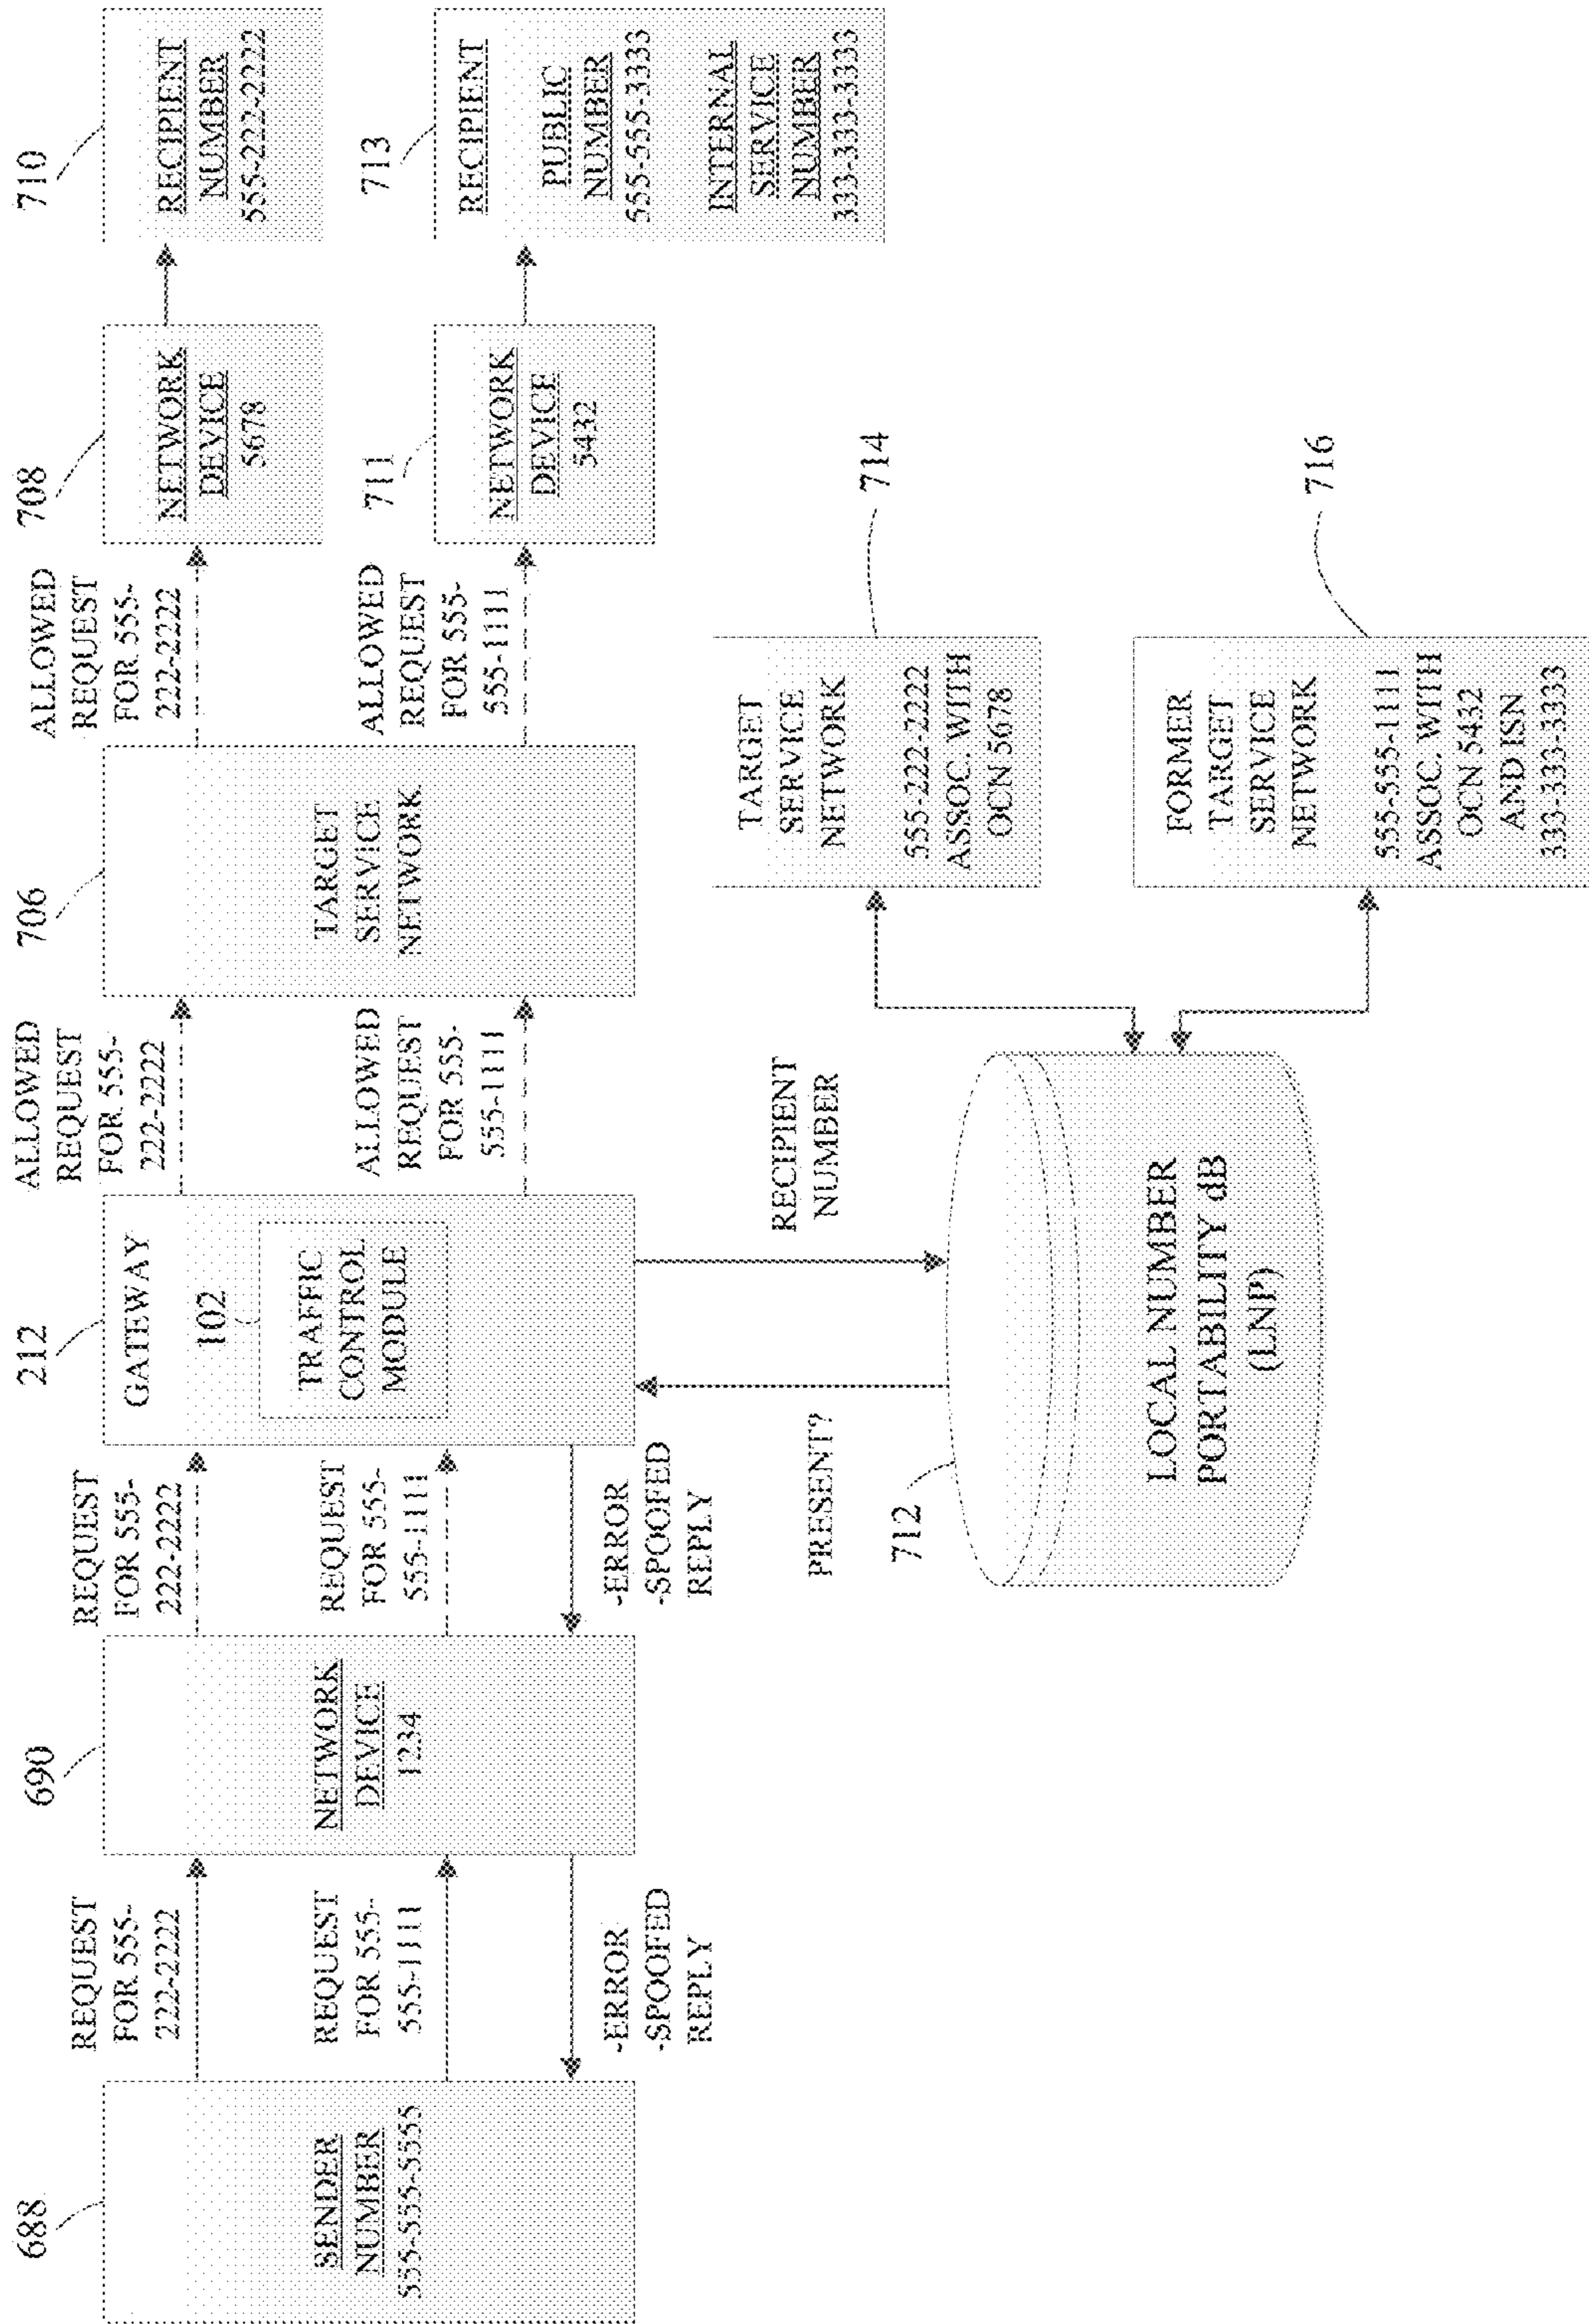 688
SENDER
NUMBER
555-555-5555
REQUEST
FOR 555-
222-2222
REQUEST
FOR 555-
555-1111
-ERROR
-SPOOFED
REPLY
690
NETWORK
DEVICE
1234
REQUEST
FOR 555-
222-2222
REQUEST
FOR 555-
555-1111
-ERROR
-SPOOFED
REPLY
212
GATEWAY
102
TRAFFIC
CONTROL
MODULE
ALLOWED
REQUEST
FOR 555-
222-2222
ALLOWED
REQUEST
FOR 555-
555-1111
706
TARGET
SERVICE
NETWORK
ALLOWED
REQUEST
FOR 555-
222-2222
ALLOWED
REQUEST
FOR 555-
555-1111
708
NETWORK
DEVICE
5678
711
NETWORK
DEVICE
5432
710
RECIPIENT
NUMBER
555-222-2222
713
RECIPIENT
PUBLIC
NUMBER
555-555-3333
INTERNAL
SERVICE
NUMBER
333-333-3333
PRESENT?
RECIPIENT
NUMBER
712
LOCAL NUMBER
PORTABILITY dB
(LNP)
714
TARGET
SERVICE
NETWORK
555-222-2222
ASSOC. WITH
OCN 5678
716
FORMER
TARGET
SERVICE
NETWORK
555-555-1111
ASSOC. WITH
OCN 5432
AND ISN
333-333-3333